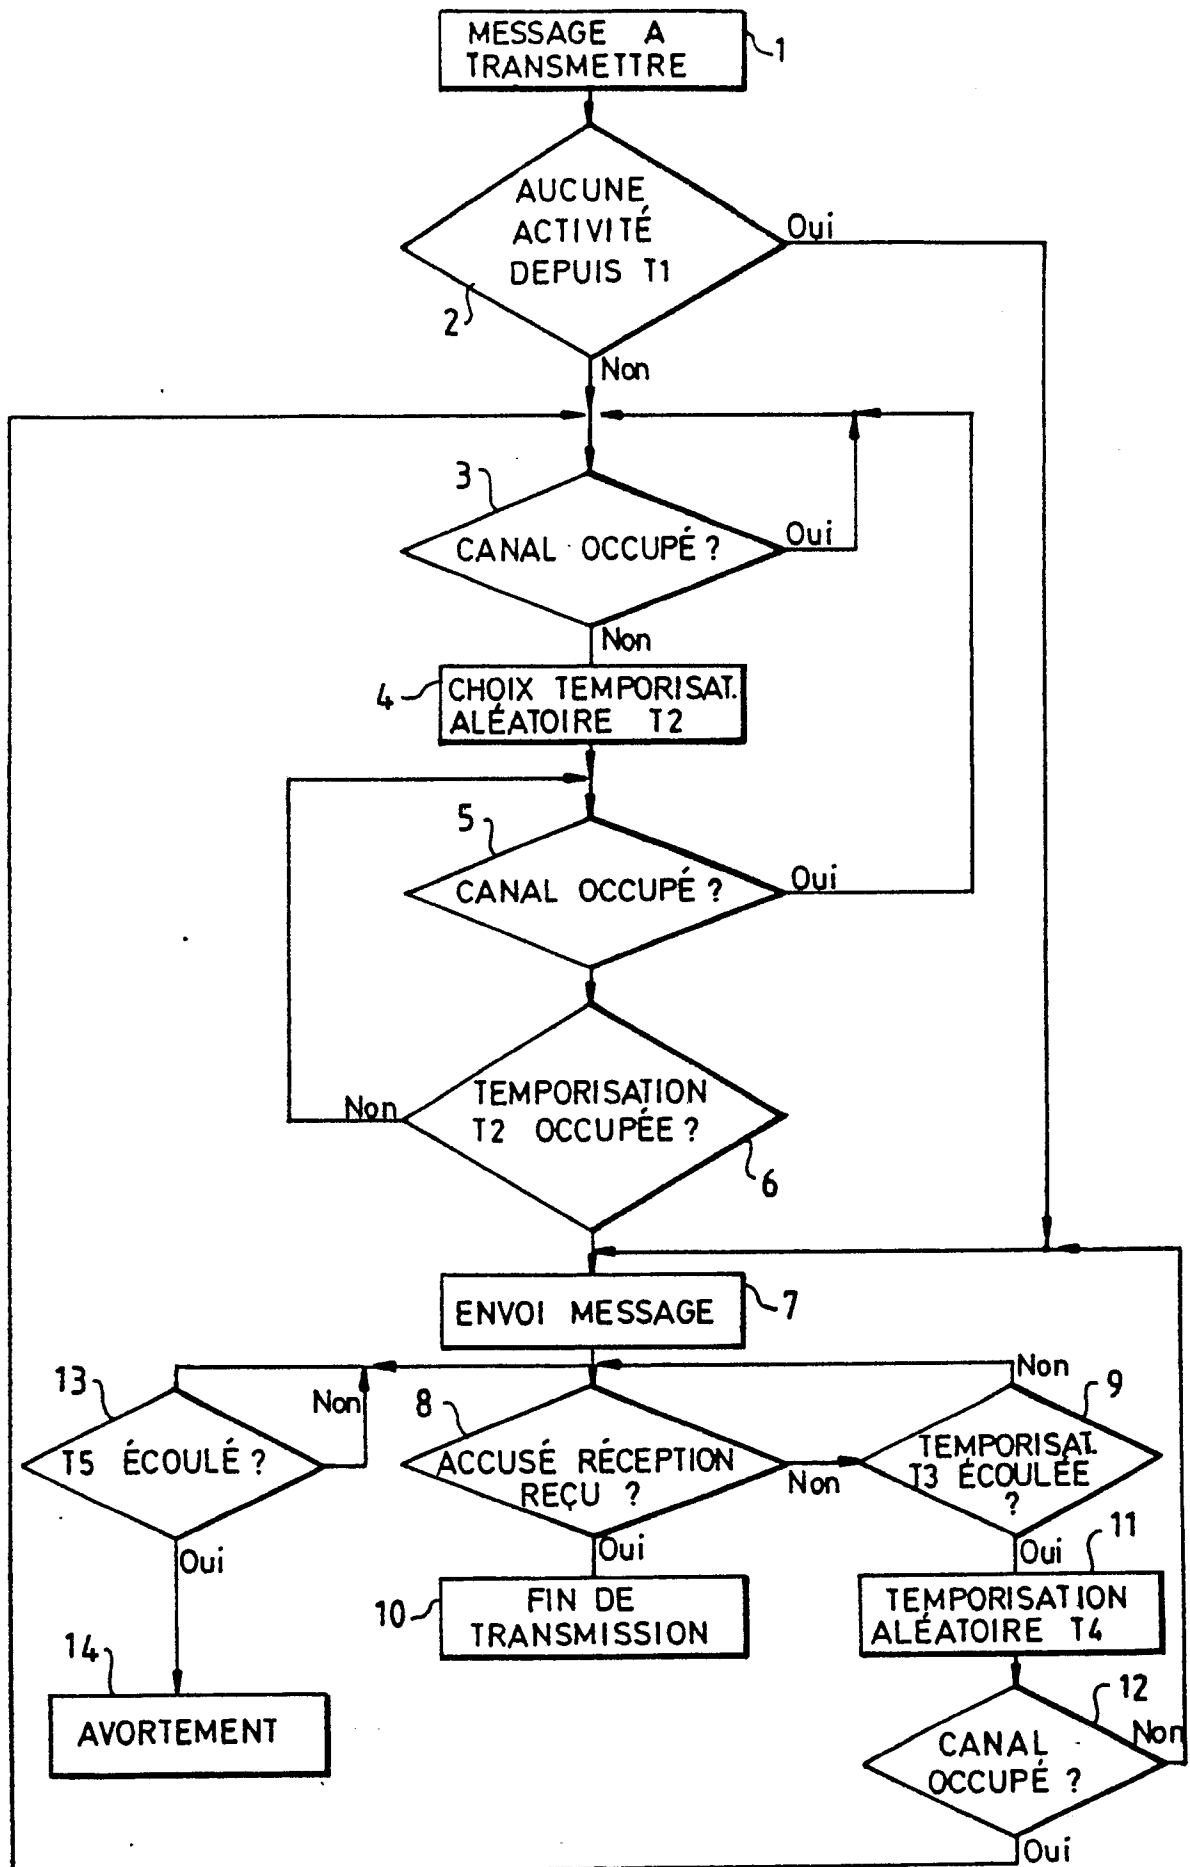 MESSAGE A
TRANSMETTRE
1
AUCUNE
ACTIVITÉ
DEPUIS T1
Oui
2
Non
3
CANAL OCCUPÉ ?
Oui
Non
4
CHOIX TEMPORISAT.
ALÉATOIRE T2
5
CANAL OCCUPÉ ?
Oui
TEMPORISATION
T2 OCCUPÉE ?
Non
6
ENVOI MESSAGE
7
13
Non
T5 ÉCOULÉ ?
Oui
8
ACCUSÉ RÉCEPTION
REÇU ?
Non
Oui
Non
9
TEMPORISAT.
T3 ÉCOULÉE
?
Oui
10
FIN DE
TRANSMISSION
11
TEMPORISATION
ALÉATOIRE T4
14
AVORTEMENT
12
Non
CANAL
OCCUPÉ ?
Oui